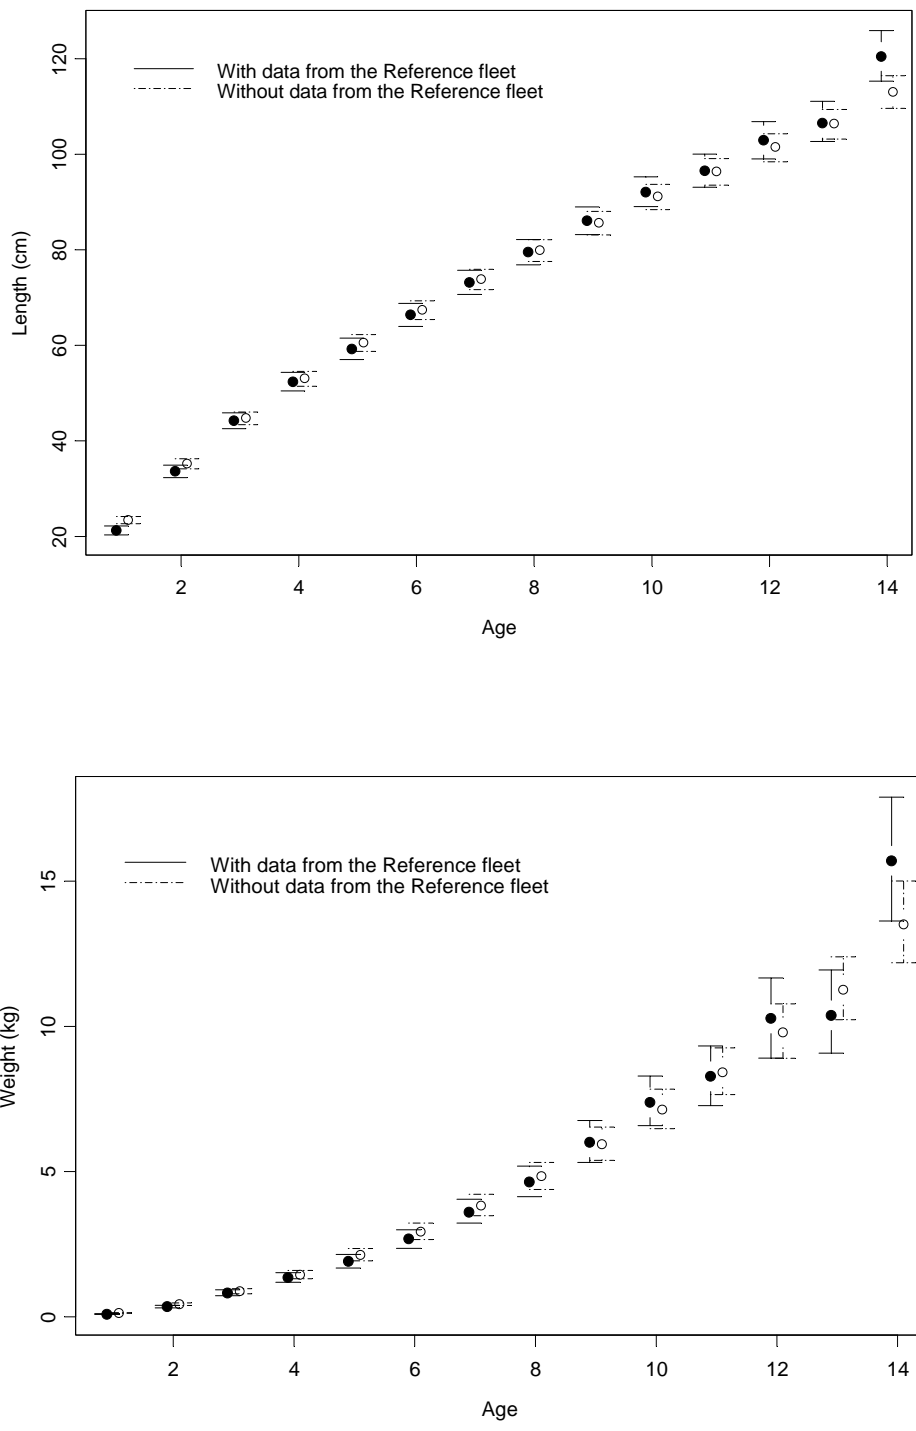 120
100
80
60
40
20
Length (cm)
With data from the Reference fleet
Without data from the Reference fleet
2 4 6 8 10 12 14
Age
15
10
5
0
Weight (kg)
With data from the Reference fleet
Without data from the Reference fleet
2 4 6 8 10 12 14
Age